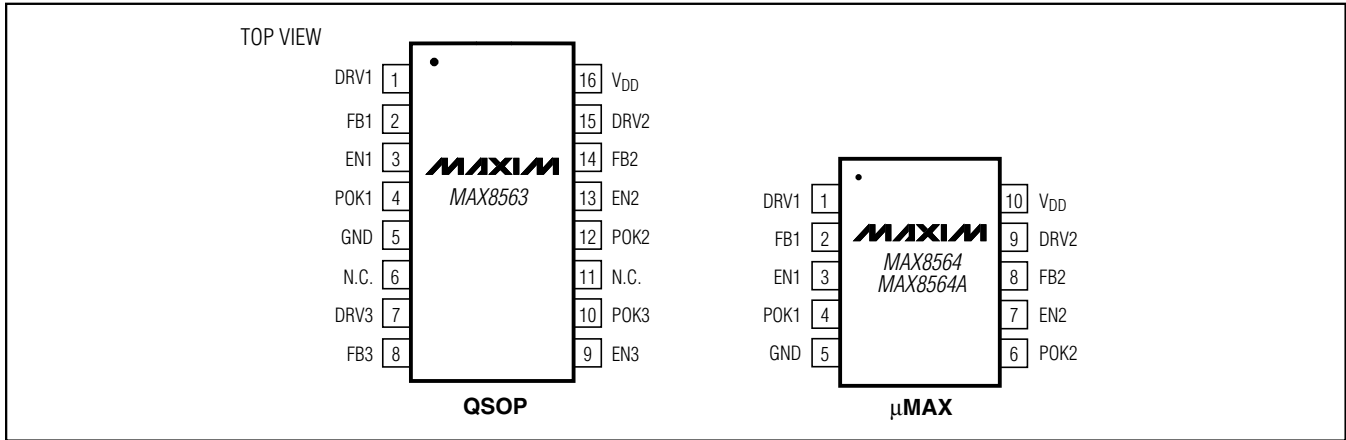 TOP VIEW
DRV1 1
FB1 2
EN1 3
POK1 4
GND 5
N.C. 6
DRV3 7
FB3 8
MAXIM
MAX8563
16 VDD
15 DRV2
14 FB2
13 EN2
12 POK2
11 N.C.
10 POK3
9 EN3
QSOP
DRV1 1
FB1 2
EN1 3
POK1 4
GND 5
MAXIM
MAX8564
MAX8564A
10 VDD
9 DRV2
8 FB2
7 EN2
6 POK2
μMAX